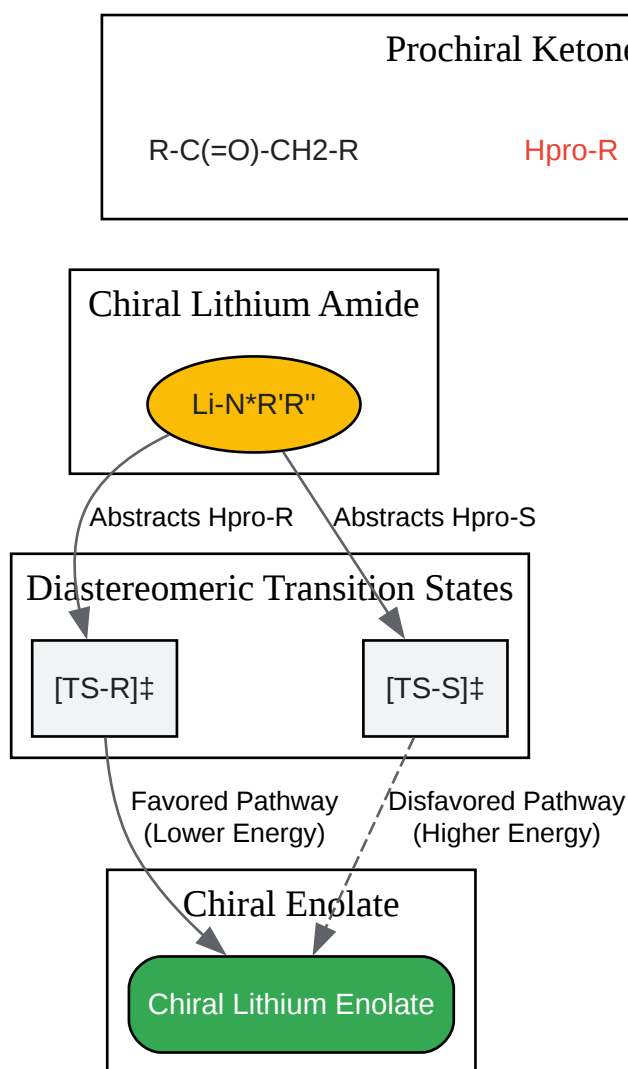 Prochiral Ketone
R-C(=O)-CH2-R
Hpro-R
Chiral Lithium Amide
Li-N*R'R"
Abstracts Hpro-R
Abstracts Hpro-S
Diastereomeric Transition States
[TS-R]‡
[TS-S]‡
Favored Pathway
(Lower Energy)
Disfavored Pathway
(Higher Energy)
Chiral Enolate
Chiral Lithium Enolate